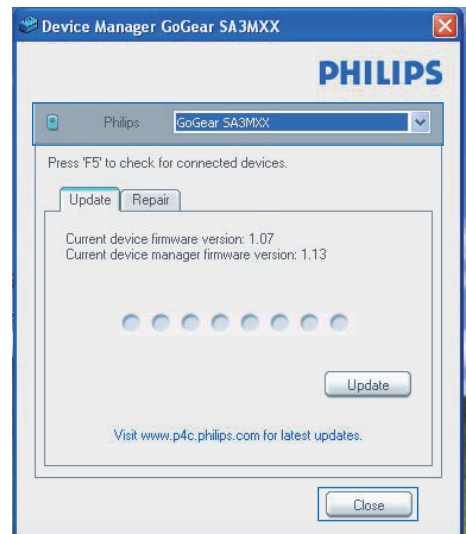 Device Manager GoGear SA3MXX
PHILIPS
Philips GoGear SA3MXX
Press 'F5' to check for connected devices.
Update Repair
Current device firmware version: 1.07
Current device manager firmware version: 1.13
Update
Visit www.p4c.philips.com for latest updates.
Close